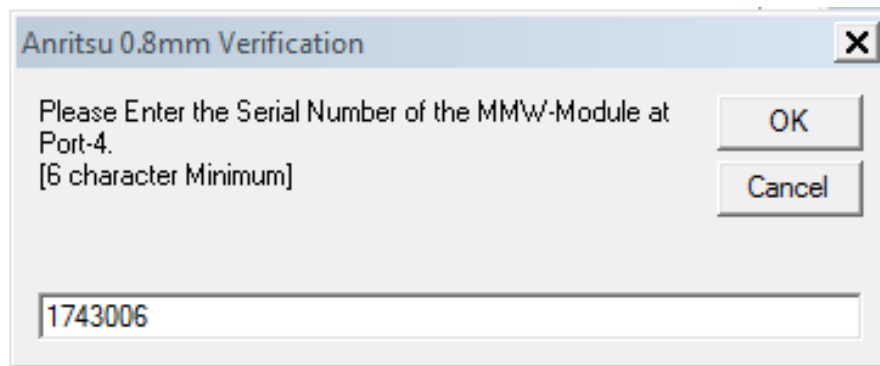 Anritsu 0.8mm Verification
Please Enter the Serial Number of the MMW-Module at
Port-4.
[6 character Minimum]
OK
Cancel
1743006